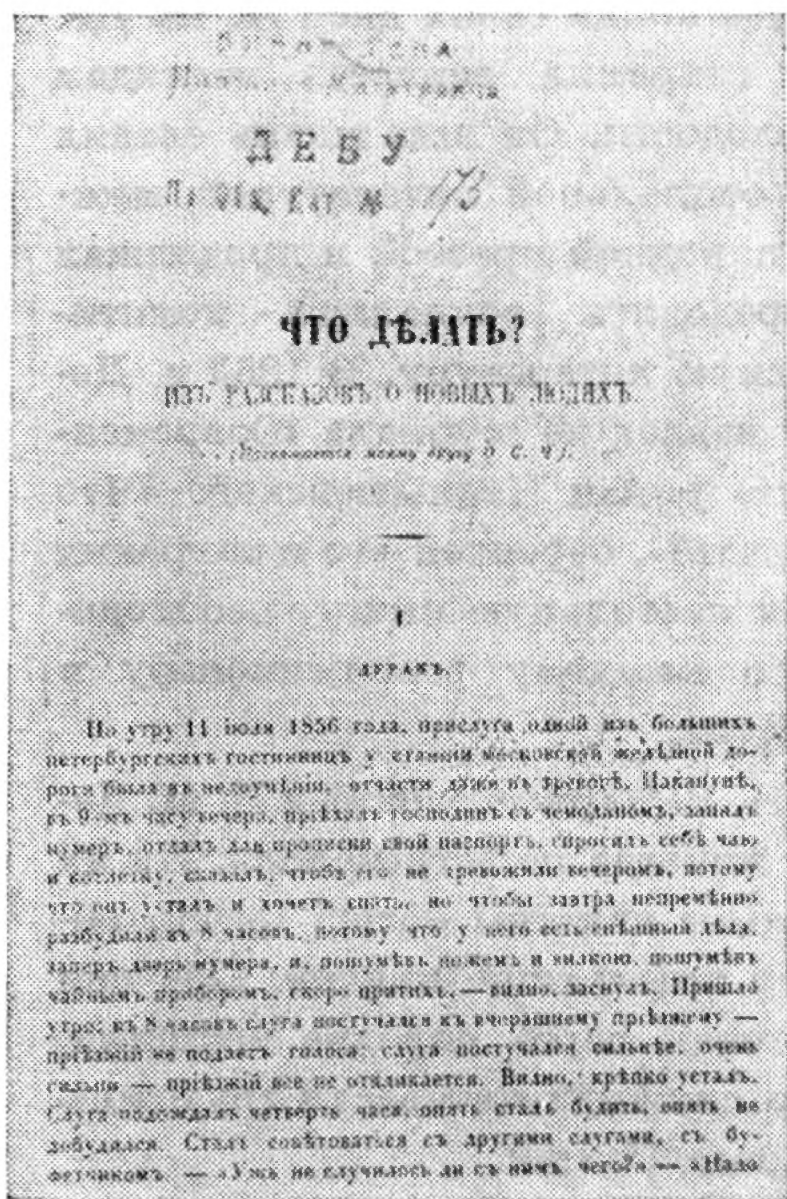 ДЕБУ
173
ЧТО ДѢЛАТЬ?
ИЗЪ РАЗСКАЗОВЪ О НОВЫХЪ ЛЮДЯХЪ.
(Посвящается моему другу О. С. Ч.).
I
ДУРАКЪ.
По утру 11 іюля 1856 года, прислуга одной изъ большихъ
петербургскихъ гостинницъ у станціи московской желѣзной до-
роги была въ недоумѣніи, отчасти даже въ тревогѣ. Наканунѣ,
въ 9-мъ часу вечера, пріѣхалъ господинъ съ чемоданомъ, занялъ
нумеръ, отдалъ для прописки свой паспортъ, спросилъ себѣ чаю
и котлетку, сказалъ, чтобъ его не тревожили вечеромъ, потому
что онъ усталъ и хочетъ спать, но чтобы завтра непремѣнно
разбудили въ 8 часовъ, потому что у него есть спѣшныя дѣла,
заперъ дверь нумера, и, пошумѣвъ ножемъ и вилкою, пошумѣвъ
чайнымъ приборомъ, скоро притихъ,—видно, заснулъ. Пришло
утро; въ 8 часовъ слуга постучался къ вчерашнему пріѣзжему —
пріѣзжій не подаетъ голоса; слуга постучался сильнѣе, очень
сильно — пріѣзжій все не откликается. Видно, крѣпко усталъ.
Слуга подождалъ четверть часа, опять сталъ будить, опять не
добудился. Сталъ совѣтоваться съ другими слугами, съ бу-
фетчикомъ. — «Ужъ не случилось ли съ нимъ чего?» — «Надо